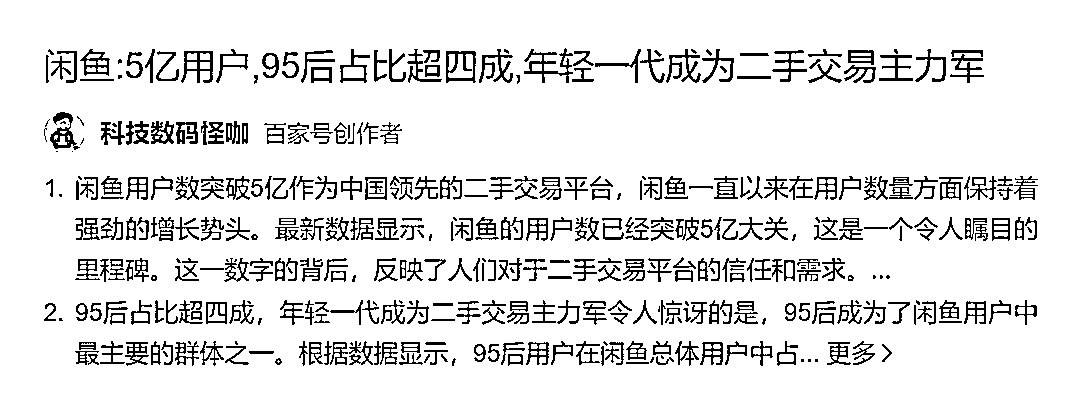 闲鱼:5亿用户,95后占比超四成,年轻一代成为二手交易主力军
科技数码怪咖 百家号创作者
1. 闲鱼用户数突破5亿作为中国领先的二手交易平台，闲鱼一直以来在用户数量方面保持着
强劲的增长势头。最新数据显示，闲鱼的用户数已经突破5亿大关，这是一个令人瞩目的
里程碑。这一数字的背后，反映了人们对于二手交易平台的信任和需求。...
2. 95后占比超四成，年轻一代成为二手交易主力军令人惊讶的是，95后成为了闲鱼用户中
最主要的群体之一。根据数据显示，95后用户在闲鱼总体用户中占... 更多>